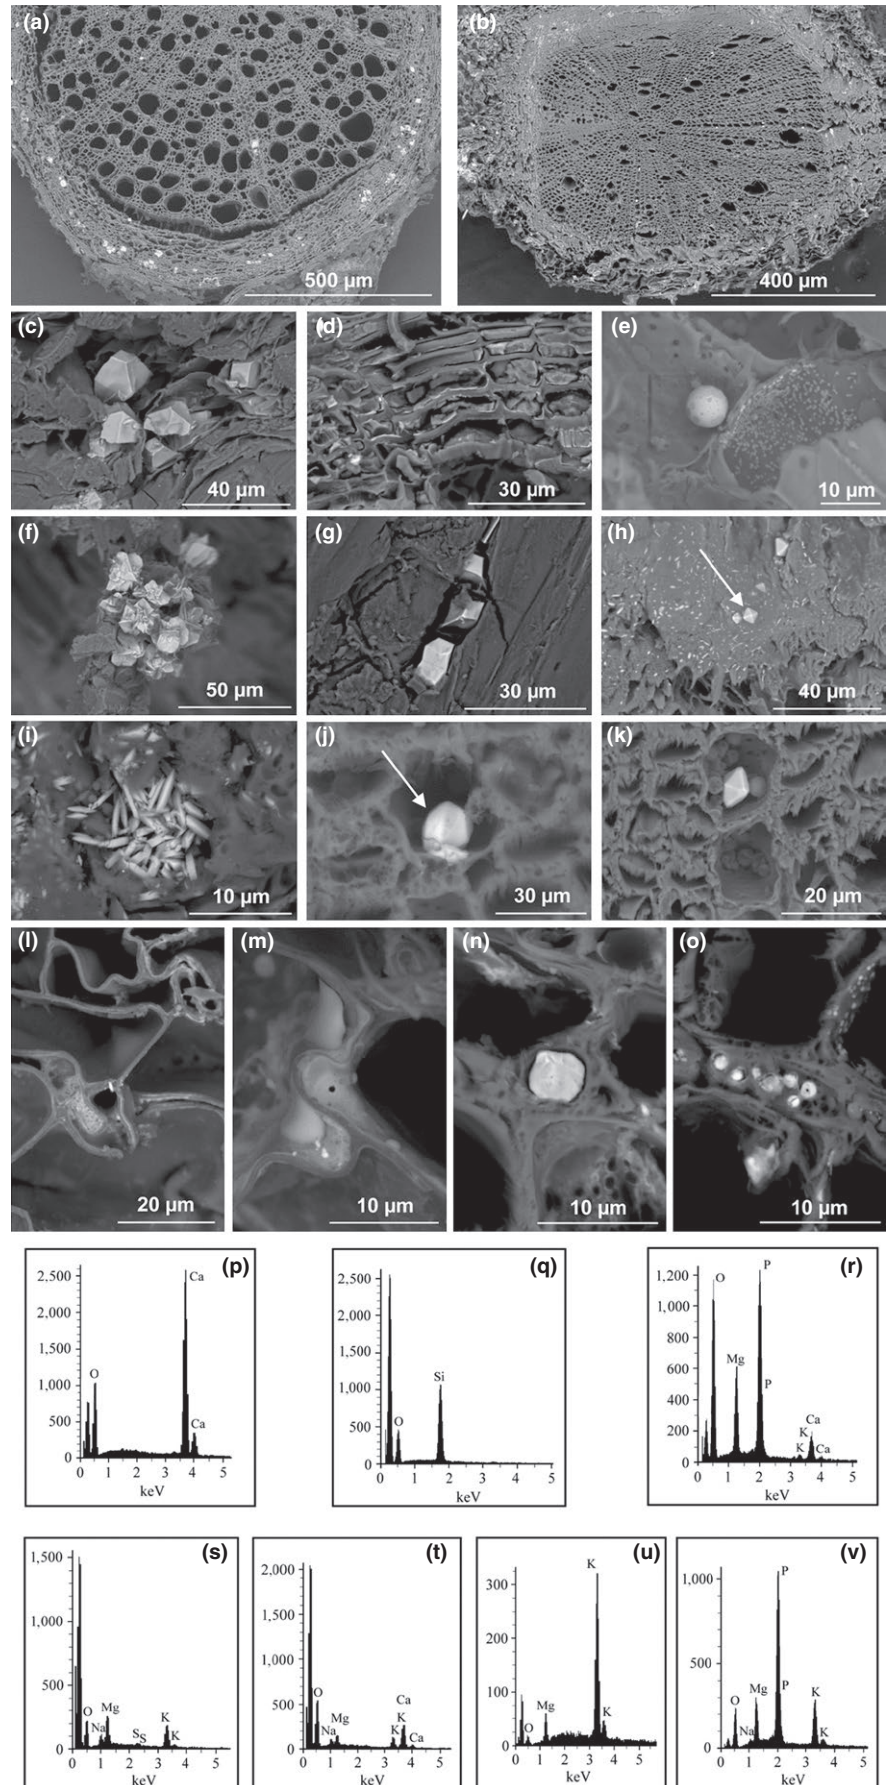 (a)
500 µm
(b)
400 µm
(c)
40 µm
(d)
30 µm
(e)
10 µm
(f)
50 µm
(g)
30 µm
(h)
40 µm
(i)
10 µm
(j)
30 µm
(k)
20 µm
(l)
20 µm
(m)
10 µm
(n)
10 µm
(o)
10 µm
(p)
2,500
2,000
1,500
1,000
500
0
O
Ca
Ca
0 1 2 3 4 5
keV
(q)
2,500
2,000
1,500
1,000
500
0
O
Si
0 1 2 3 4 5
keV
(r)
1,200
1,000
800
600
400
200
0
O
Mg
P
P
K
K
Ca
Ca
0 1 2 3 4 5
keV
(s)
1,500
1,000
500
0
O
Na
Mg
S
S
K
K
0 1 2 3 4 5
keV
(t)
2,000
1,500
1,000
500
0
O
Na
Mg
Ca
K
K
Ca
0 1 2 3 4 5
keV
(u)
300
200
100
0
O
Mg
K
K
0 1 2 3 4 5
keV
(v)
1,000
500
0
O
Na
Mg
P
P
K
K
0 1 2 3 4 5
keV